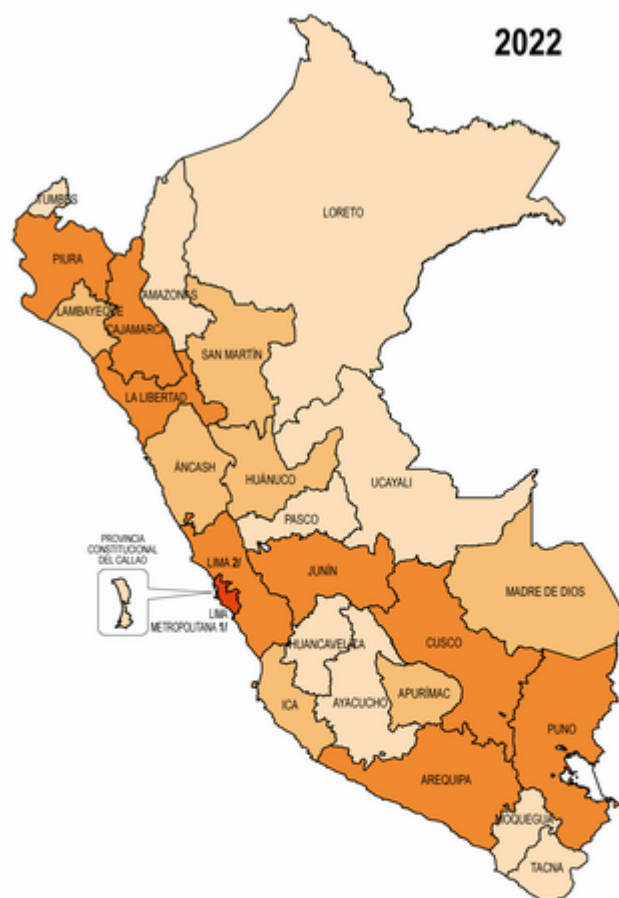 2022
LORETO
TUMBES
PIURA
AMAZONAS
LAMBAYEQUE
CAJAMARCA
SAN MARTÍN
LA LIBERTAD
ÁNCASH
HUÁNUCO
UCAYALI
PASCO
PROVINCIA
CONSTITUCIONAL
DEL CALLAO
LIMA 2/
JUNÍN
MADRE DE DIOS
LIMA
METROPOLITANA 1/
HUANCAVELICA
CUSCO
ICA
AYACUCHO
APURÍMAC
PUNO
AREQUIPA
MOQUEGUA
TACNA